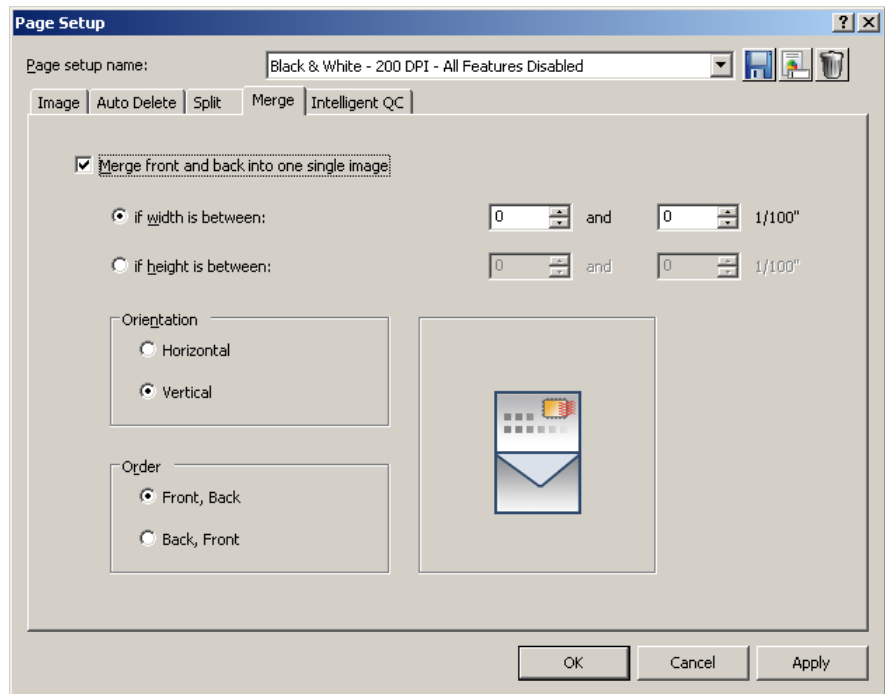 Page Setup
Page setup name: Black & White - 200 DPI - All Features Disabled
Image Auto Delete Split Merge Intelligent QC
Merge front and back into one single image
if width is between: 0 and 0 1/100"
if height is between: 0 and 0 1/100"
Orientation
Horizontal
Vertical
Order
Front, Back
Back, Front
OK Cancel Apply